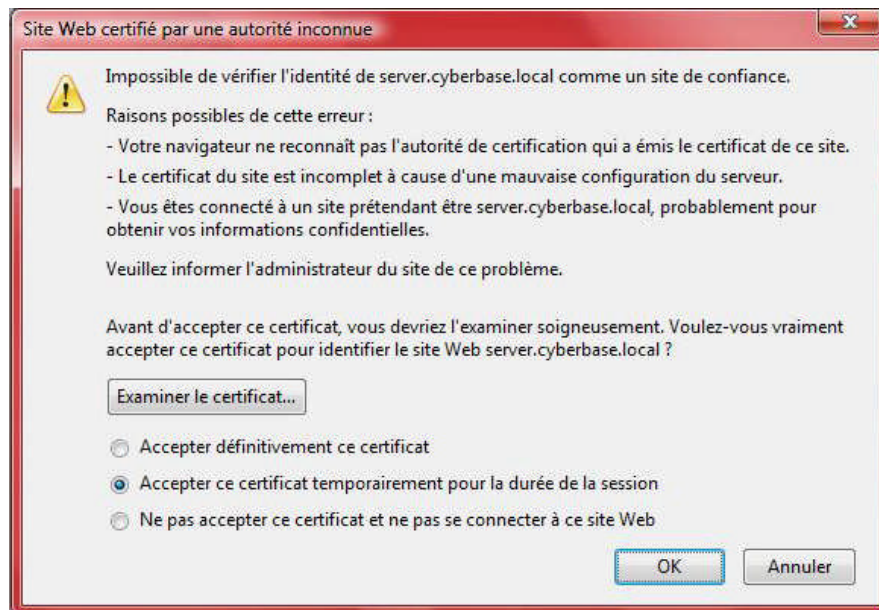 Site Web certifié par une autorité inconnue
Impossible de vérifier l'identité de server.cyberbase.local comme un site de confiance.
Raisons possibles de cette erreur :
- Votre navigateur ne reconnaît pas l'autorité de certification qui a émis le certificat de ce site.
- Le certificat du site est incomplet à cause d'une mauvaise configuration du serveur.
- Vous êtes connecté à un site prétendant être server.cyberbase.local, probablement pour
obtenir vos informations confidentielles.
Veuillez informer l'administrateur du site de ce problème.
Avant d'accepter ce certificat, vous devriez l'examiner soigneusement. Voulez-vous vraiment
accepter ce certificat pour identifier le site Web server.cyberbase.local ?
Examiner le certificat...
Accepter définitivement ce certificat
Accepter ce certificat temporairement pour la durée de la session
Ne pas accepter ce certificat et ne pas se connecter à ce site Web
OK Annuler